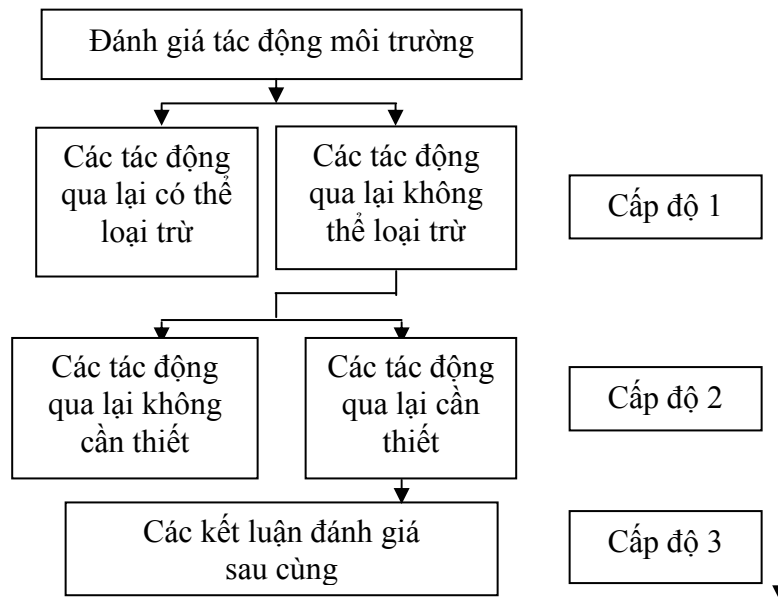 Đánh giá tác động môi trường
Các tác động
qua lại có thể
loại trừ
Các tác động
qua lại không
thể loại trừ
Cấp độ 1
Các tác động
qua lại không
cần thiết
Các tác động
qua lại cần
thiết
Cấp độ 2
Các kết luận đánh giá
sau cùng
Cấp độ 3